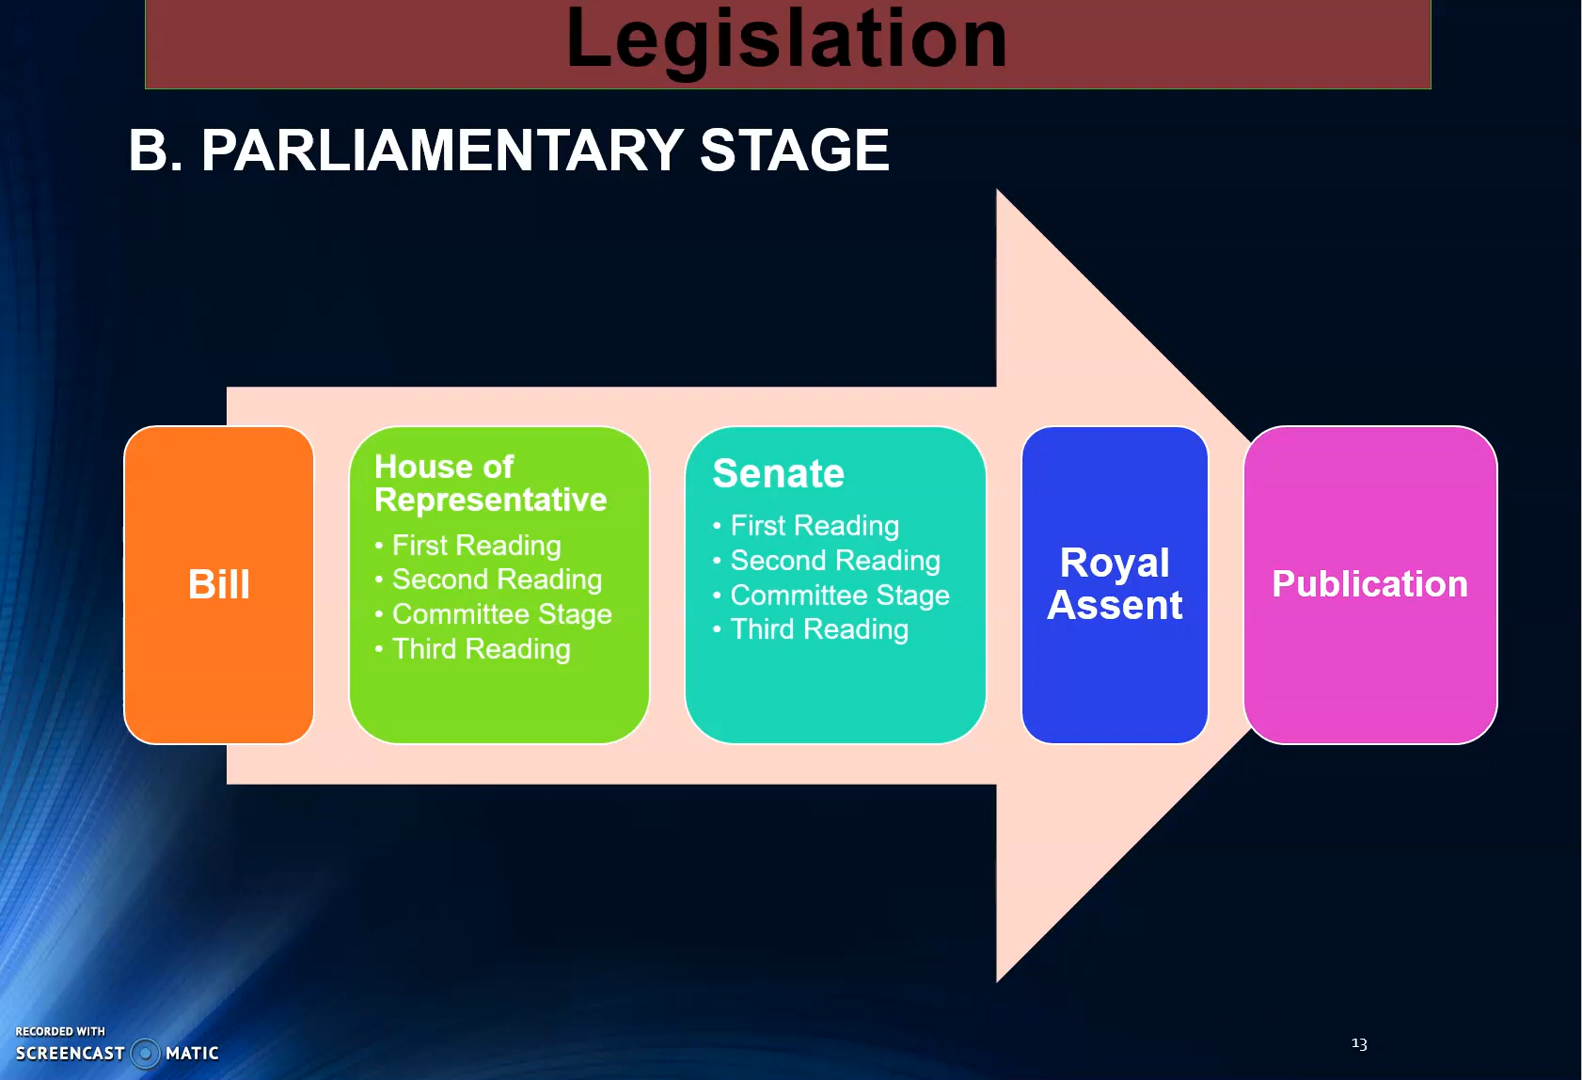 Legislation
B. PARLIAMENTARY STAGE
Bill
House of
Representative
• First Reading
• Second Reading
• Committee Stage
• Third Reading
Senate
• First Reading
• Second Reading
• Committee Stage
• Third Reading
Royal
Assent
Publication
RECORDED WITH
SCREENCAST MATIC
13